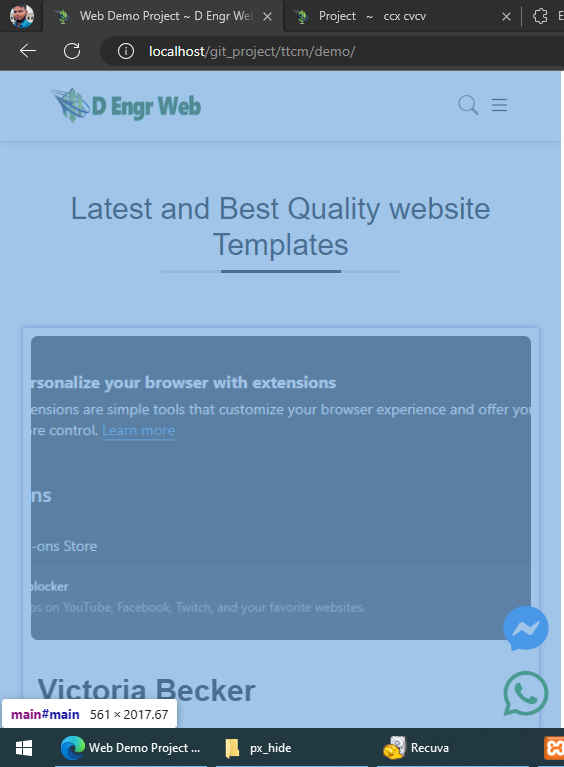 Web Demo Project ~ D Engr Wel
Project ~ ccx cvcv
E
localhost/git_project/ttcm/demo/
D Engr Web
Latest and Best Quality website
Templates
rsonalize your browser with extensions
ensions are simple tools that customize your browser experience and offer you
re control. Learn more
ns
-ons Store
locker
ps on YouTube, Facebook, Twitch, and your favorite websites.
Victoria Becker
main#main 561 × 2017.67
Web Demo Project ...
px_hide
Recuva